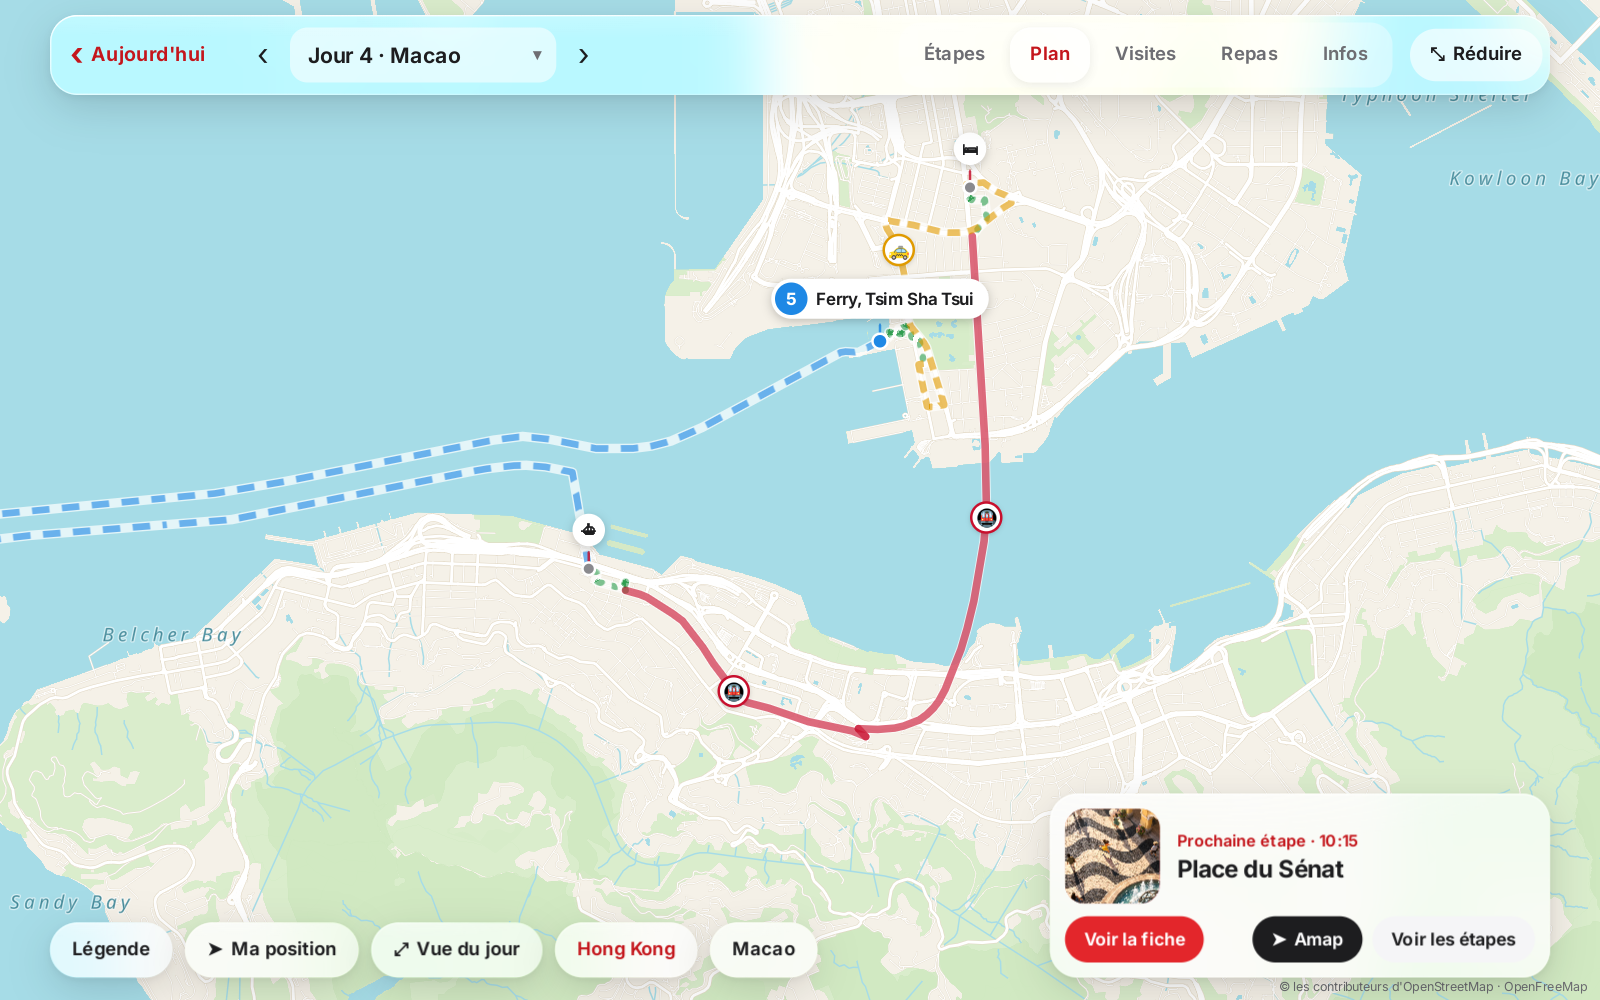 Aujourd'hui
Jour 4 · Macao
Étapes
Plan
Visites
Repas
Infos
Réduire
Typhoon Shelter
Kowloon Bay
5 Ferry, Tsim Sha Tsui
Belcher Bay
Sandy Bay
Prochaine étape · 10:15
Place du Sénat
Voir la fiche
Amap
Voir les étapes
Légende
Ma position
Vue du jour
Hong Kong
Macao
© les contributeurs d'OpenStreetMap · OpenFreeMap